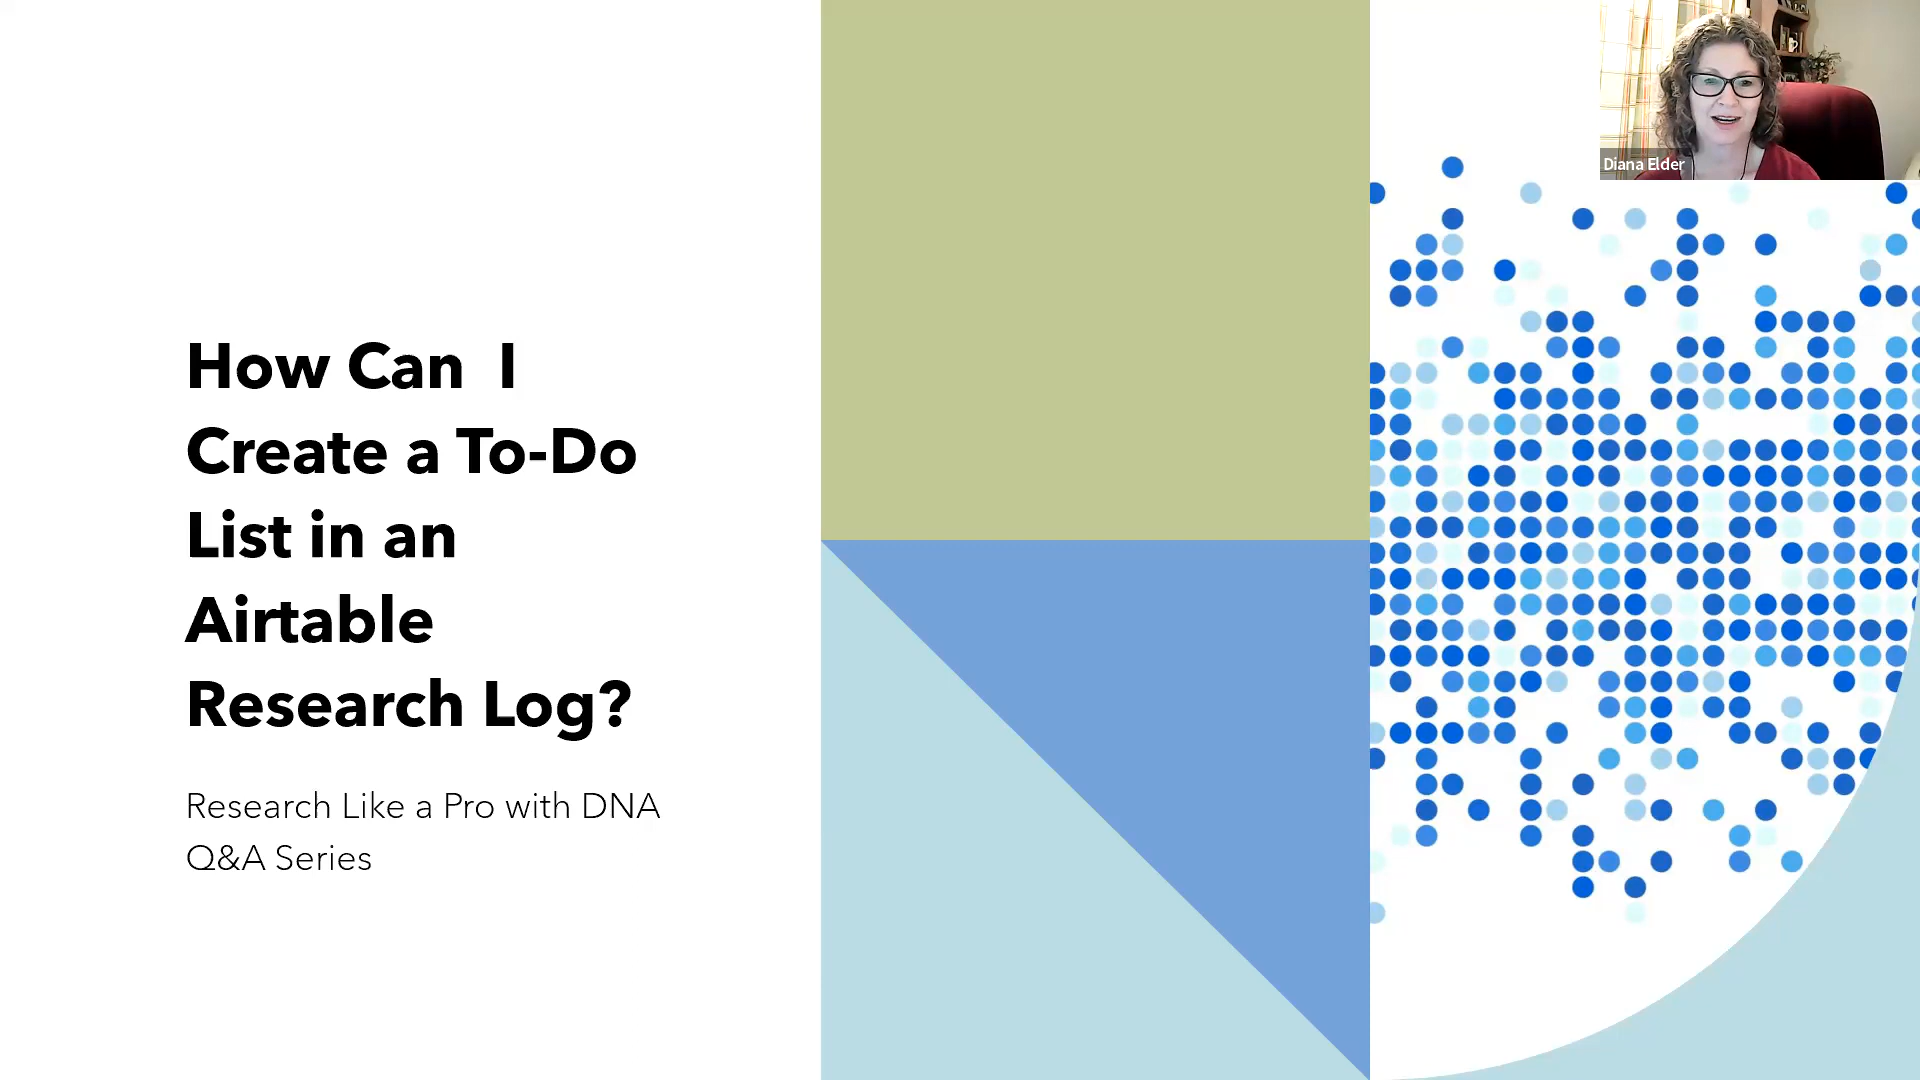 How Can  I
Create a To-Do
List in an
Airtable
Research Log?
Research Like a Pro with DNA
Q&A Series
Diana Elder